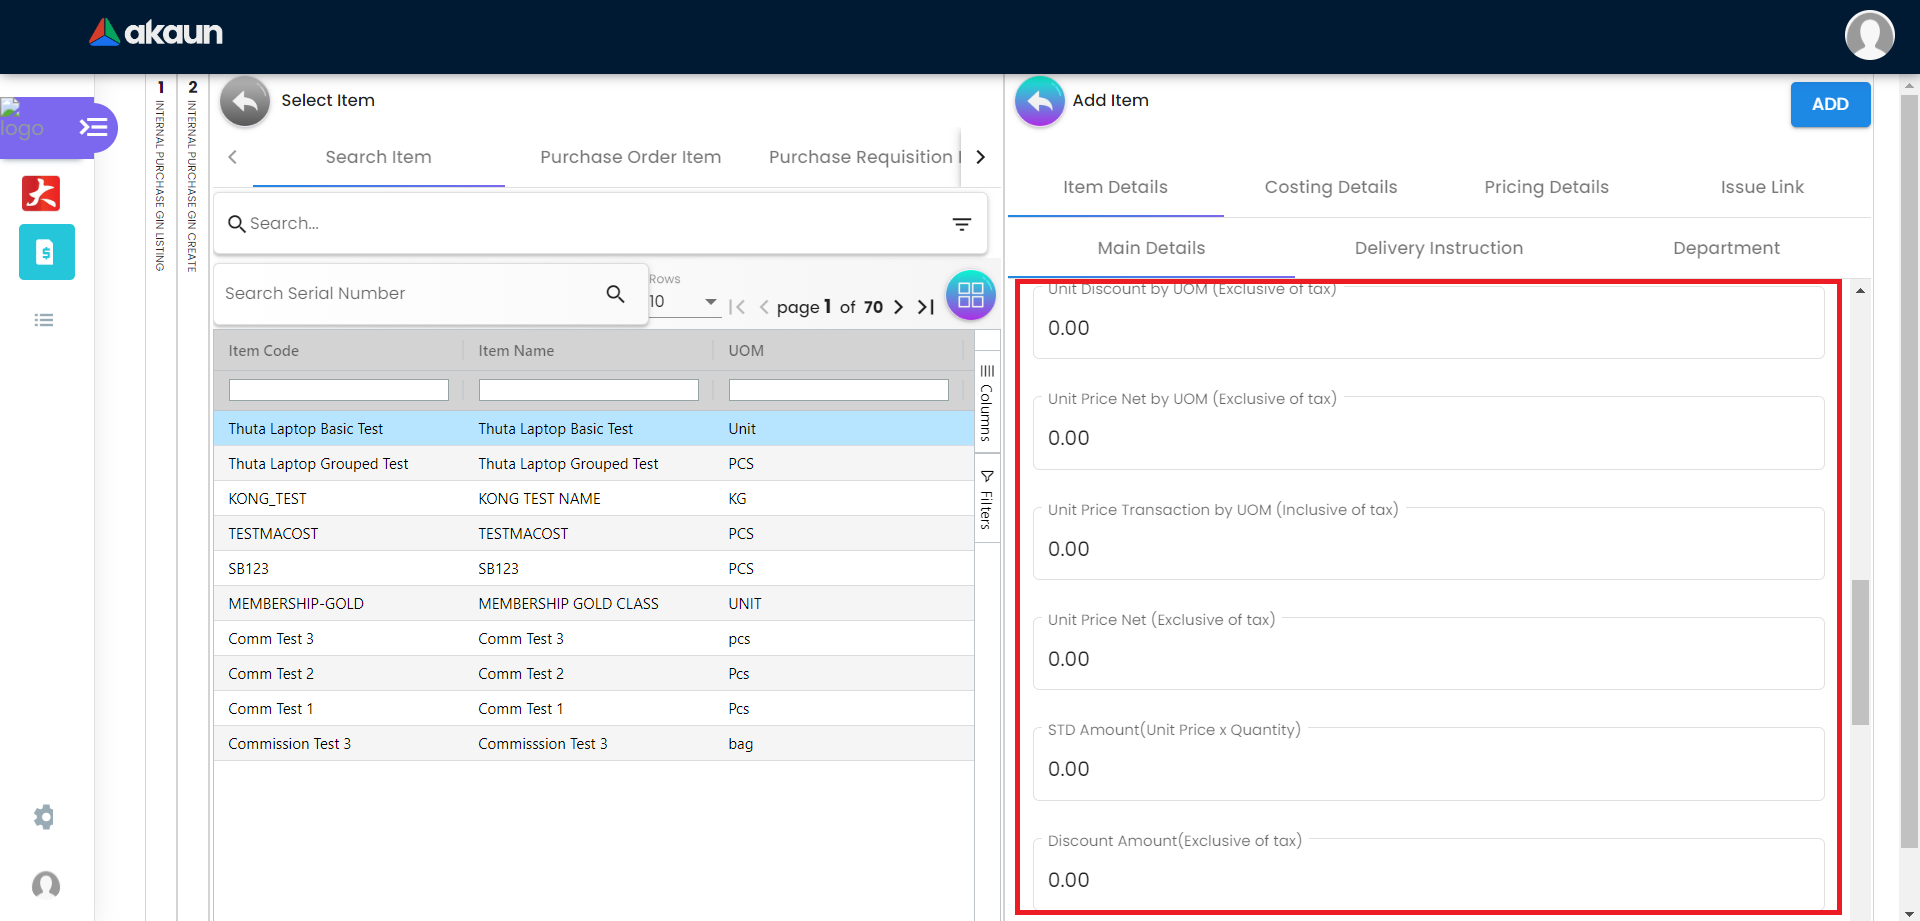 akaun
logo
1 INTERNAL PURCHASE GIN LISTING
2 INTERNAL PURCHASE GIN CREATE
Select Item
Search Item Purchase Order Item Purchase Requisition I
Search...
Search Serial Number
Rows
10
page 1 of 70
Item Code Item Name UOM
Thuta Laptop Basic Test Thuta Laptop Basic Test Unit
Thuta Laptop Grouped Test Thuta Laptop Grouped Test PCS
KONG_TEST KONG TEST NAME KG
TESTMACOST TESTMACOST PCS
SB123 SB123 PCS
MEMBERSHIP-GOLD MEMBERSHIP GOLD CLASS UNIT
Comm Test 3 Comm Test 3 pcs
Comm Test 2 Comm Test 2 Pcs
Comm Test 1 Comm Test 1 Pcs
Commission Test 3 Commisssion Test 3 bag
Columns
Filters
Add Item
ADD
Item Details Costing Details Pricing Details Issue Link
Main Details Delivery Instruction Department
Unit Discount by UOM (Exclusive of tax)
0.00
Unit Price Net by UOM (Exclusive of tax)
0.00
Unit Price Transaction by UOM (Inclusive of tax)
0.00
Unit Price Net (Exclusive of tax)
0.00
STD Amount(Unit Price x Quantity)
0.00
Discount Amount(Exclusive of tax)
0.00